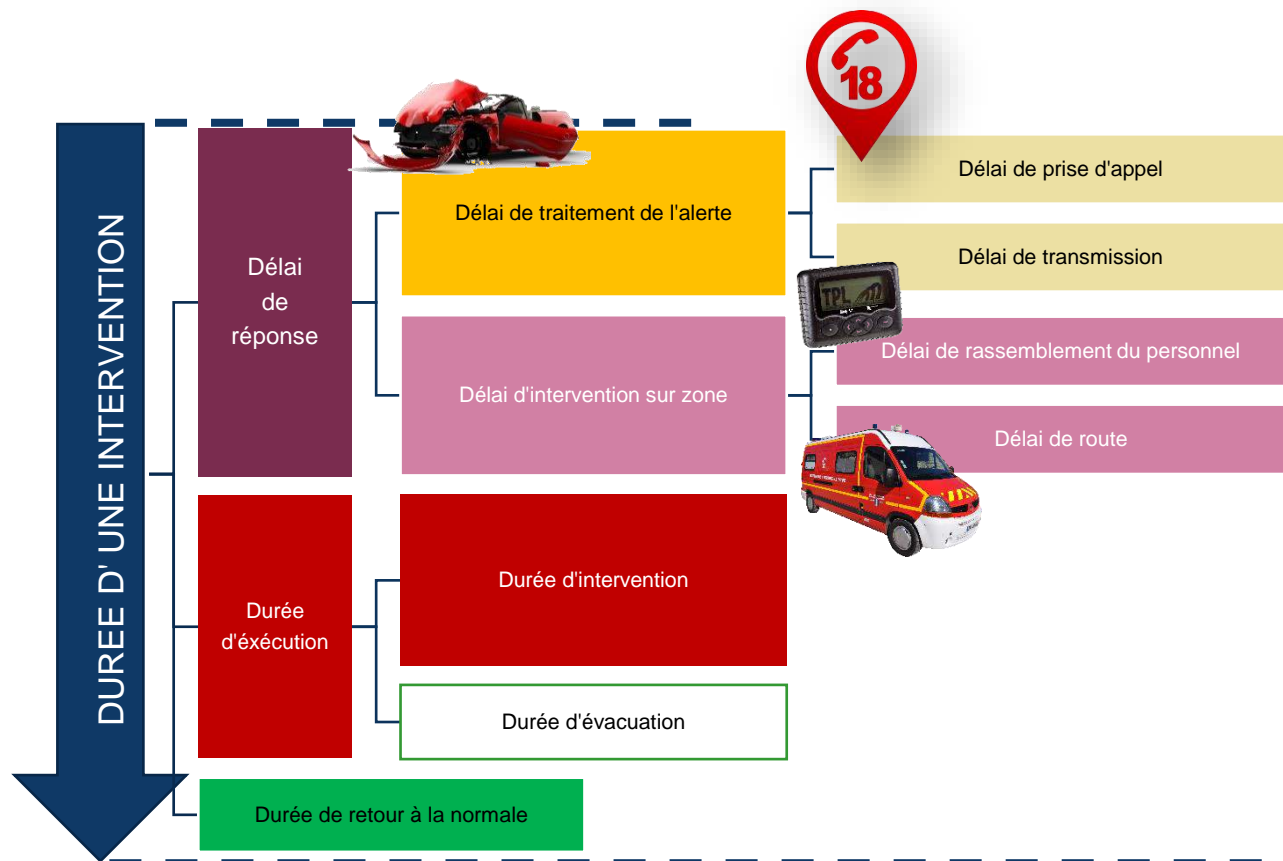 18
DUREE D' UNE INTERVENTION
Délai
de
réponse
Délai de traitement de l'alerte
Délai de prise d'appel
Délai de transmission
TPL
Délai d'intervention sur zone
Délai de rassemblement du personnel
Délai de route
Durée
d'éxécution
Durée d'intervention
Durée d'évacuation
Durée de retour à la normale